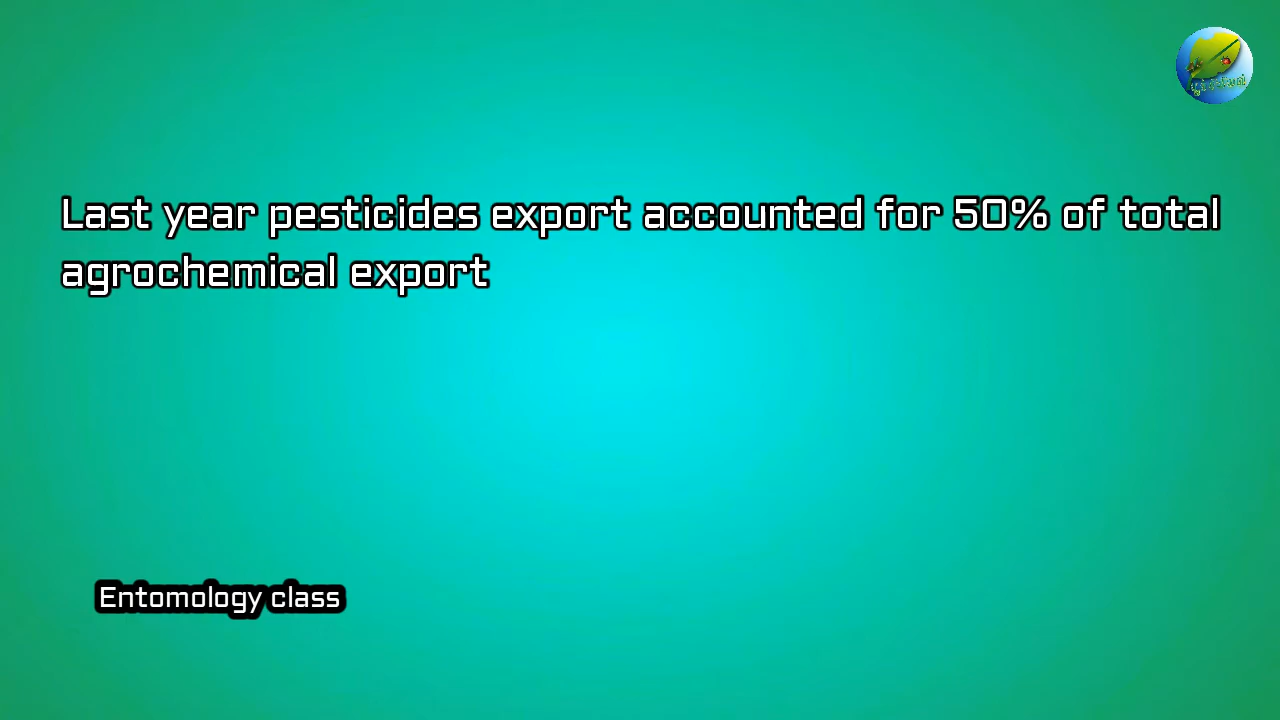 Last year pesticides export accounted for 50% of total
agrochemical export
Entomology class